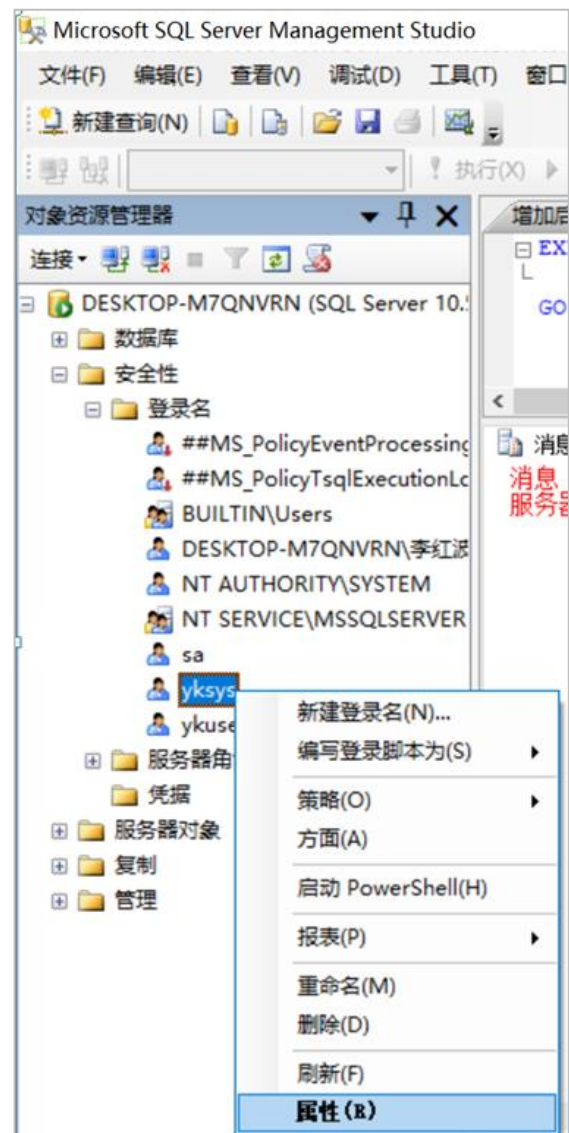 Microsoft SQL Server Management Studio
文件(F) 编辑(E) 查看(V) 调试(D) 工具(T) 窗口
新建查询(N)
执行(X)
对象资源管理器
增加后
连接
DESKTOP-M7QNVRN (SQL Server 10.
GO
数据库
安全性
登录名
##MS_PolicyEventProcessing
消息
##MS_PolicyTsqlExecutionLo
消息
BUILTIN\Users
服务器
DESKTOP-M7QNVRN\李红波
NT AUTHORITY\SYSTEM
NT SERVICE\MSSQLSERVER
sa
yksys
ykuse
服务器角
凭据
服务器对象
复制
管理
新建登录名(N)...
编写登录脚本为(S)
策略(O)
方面(A)
启动 PowerShell(H)
报表(P)
重命名(M)
删除(D)
刷新(F)
属性(R)